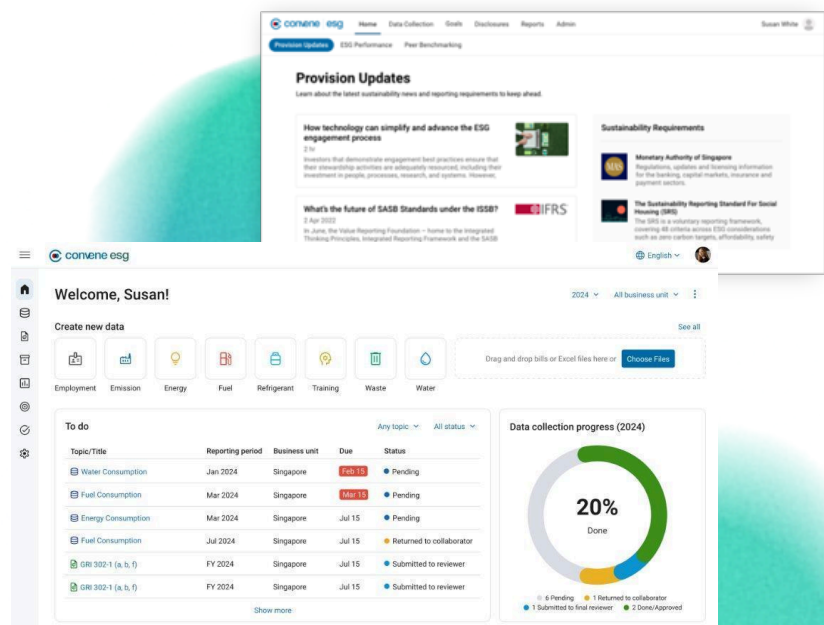 convene esg
Home Data Collection Goals Disclosures Reports Admin
Susan White
Provision Updates ESG Performance Peer Benchmarking
Provision Updates
Learn about the latest sustainability news and reporting requirements to keep ahead.
How technology can simplify and advance the ESG
engagement process
2 hr
Investors that demonstrate engagement best practices ensure that
their stewardship activities are adequately resourced, including their
investment in people, processes, research, and systems. However,
What's the future of SASB Standards under the ISSB?
2 Apr 2022
In June, the Value Reporting Foundation – home to the Integrated
Thinking Principles, Integrated Reporting Framework and the SASB
IFRS
Sustainability Requirements
MAS
Monetary Authority of Singapore
Regulations, updates and licensing information
for the banking, capital markets, insurance and
payment sectors.
The Sustainability Reporting Standard For Social
Housing (SRS)
The SRS is a voluntary reporting framework,
covering 48 criteria across ESG considerations
such as zero carbon targets, affordability, safety
convene esg
English
Welcome, Susan!
2024 All business unit
Create new data
See all
Employment Emission Energy Fuel Refrigerant Training Waste Water
Drag and drop bills or Excel files here or Choose Files
To do
Any topic All status
Topic/Title Reporting period Business unit Due Status
Water Consumption Jan 2024 Singapore Feb 15 Pending
Fuel Consumption Mar 2024 Singapore Mar 15 Pending
Energy Consumption Mar 2024 Singapore Jul 15 Pending
Fuel Consumption Jul 2024 Singapore Jul 15 Returned to collaborator
GRI 302-1 (a, b, f) FY 2024 Singapore Jul 15 Submitted to reviewer
GRI 302-1 (a, b, f) FY 2024 Singapore Jul 15 Submitted to reviewer
Show more
Data collection progress (2024)
20%
Done
6 Pending 1 Returned to collaborator
1 Submitted to final reviewer 2 Done/Approved